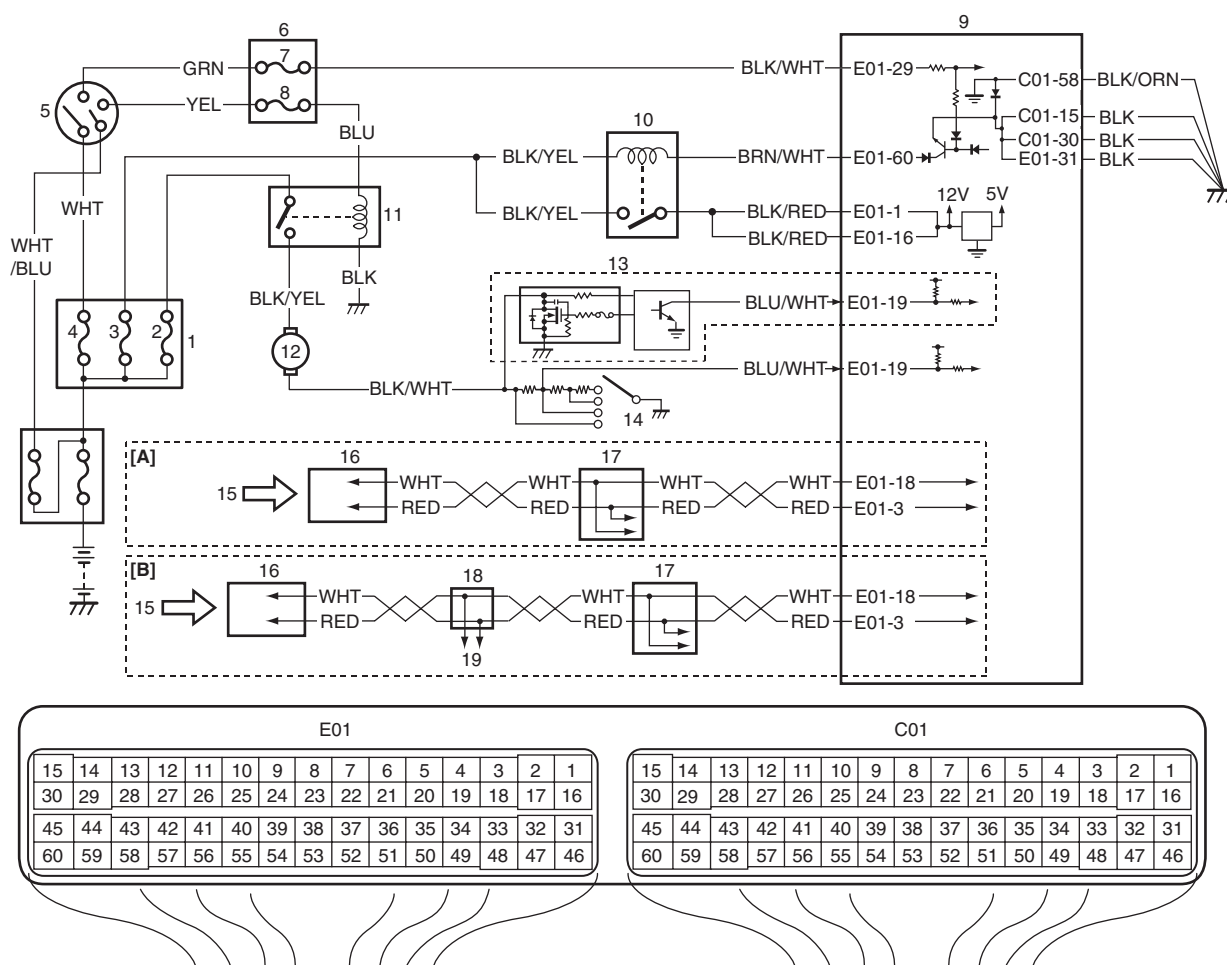 9
6
7
GRN
BLK/WHT
E01-29
C01-58
BLK/ORN
5
YEL
8
BLU
10
C01-15
BLK
C01-30
BLK
E01-31
BLK
BLK/YEL
BRN/WHT
E01-60
WHT
11
BLK/YEL
BLK/RED
E01-1
12V
5V
BLK/RED
E01-16
WHT
/BLU
BLK
13
BLK/YEL
BLU/WHT
E01-19
4
3
2
1
12
BLU/WHT
E01-19
BLK/WHT
14
[A]
16
17
15
WHT
WHT
WHT
WHT
E01-18
RED
RED
RED
RED
E01-3
[B]
16
18
17
15
WHT
WHT
WHT
E01-18
RED
RED
RED
E01-3
19
E01
C01
15 14 13 12 11 10 9 8 7 6 5 4 3 2 1
15 14 13 12 11 10 9 8 7 6 5 4 3 2 1
30 29 28 27 26 25 24 23 22 21 20 19 18 17 16
30 29 28 27 26 25 24 23 22 21 20 19 18 17 16
45 44 43 42 41 40 39 38 37 36 35 34 33 32 31
45 44 43 42 41 40 39 38 37 36 35 34 33 32 31
60 59 58 57 56 55 54 53 52 51 50 49 48 47 46
60 59 58 57 56 55 54 53 52 51 50 49 48 47 46